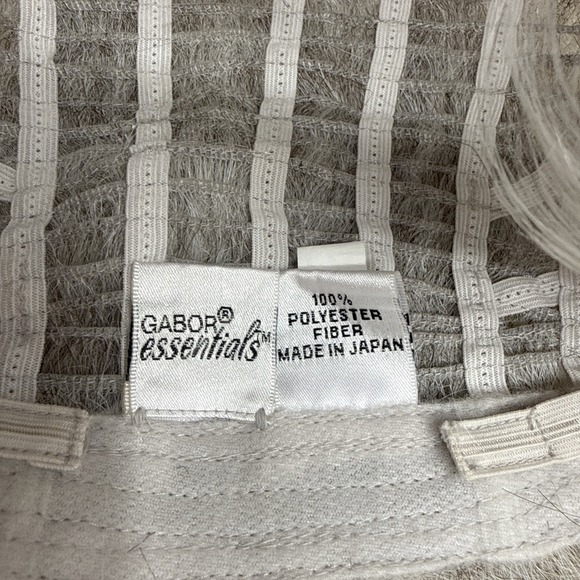 GABOR®
essentials™
100%
POLYESTER
FIBER
MADE IN JAPAN